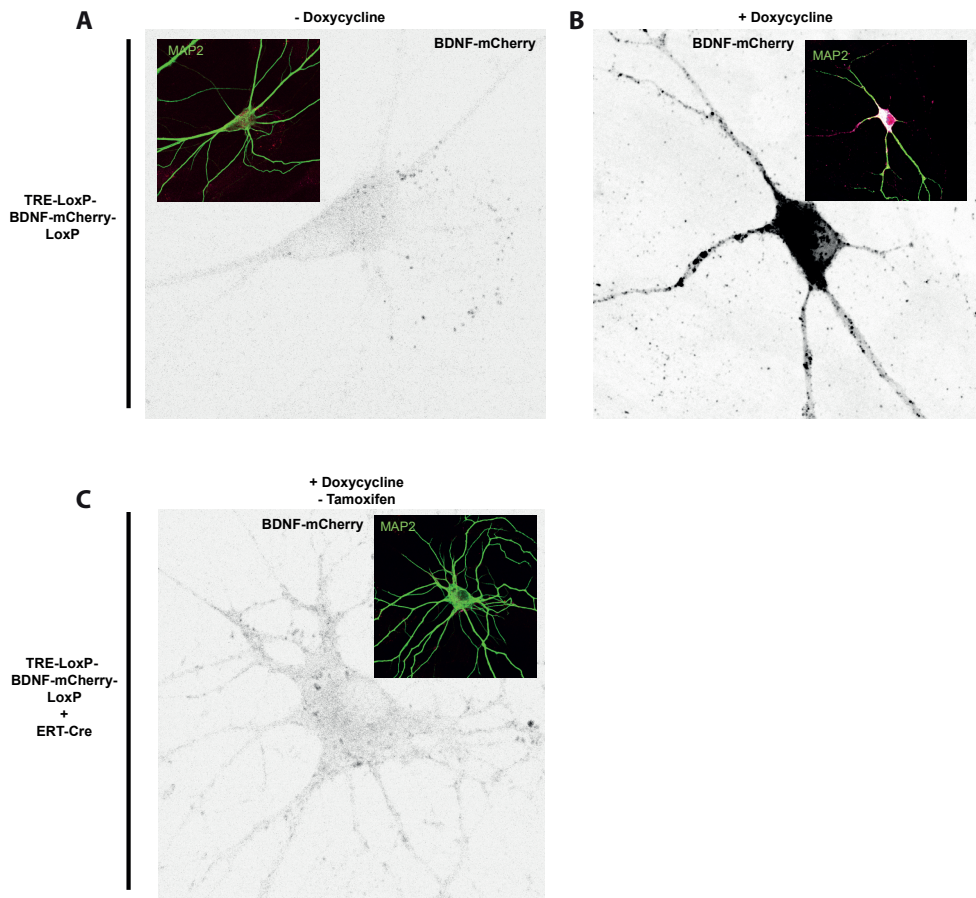 A
- Doxycycline
MAP2
BDNF-mCherry
TRE-LoxP-
BDNF-mCherry-
LoxP
B
+ Doxycycline
BDNF-mCherry
MAP2
C
+ Doxycycline
- Tamoxifen
BDNF-mCherry
MAP2
TRE-LoxP-
BDNF-mCherry-
LoxP
+
ERT-Cre